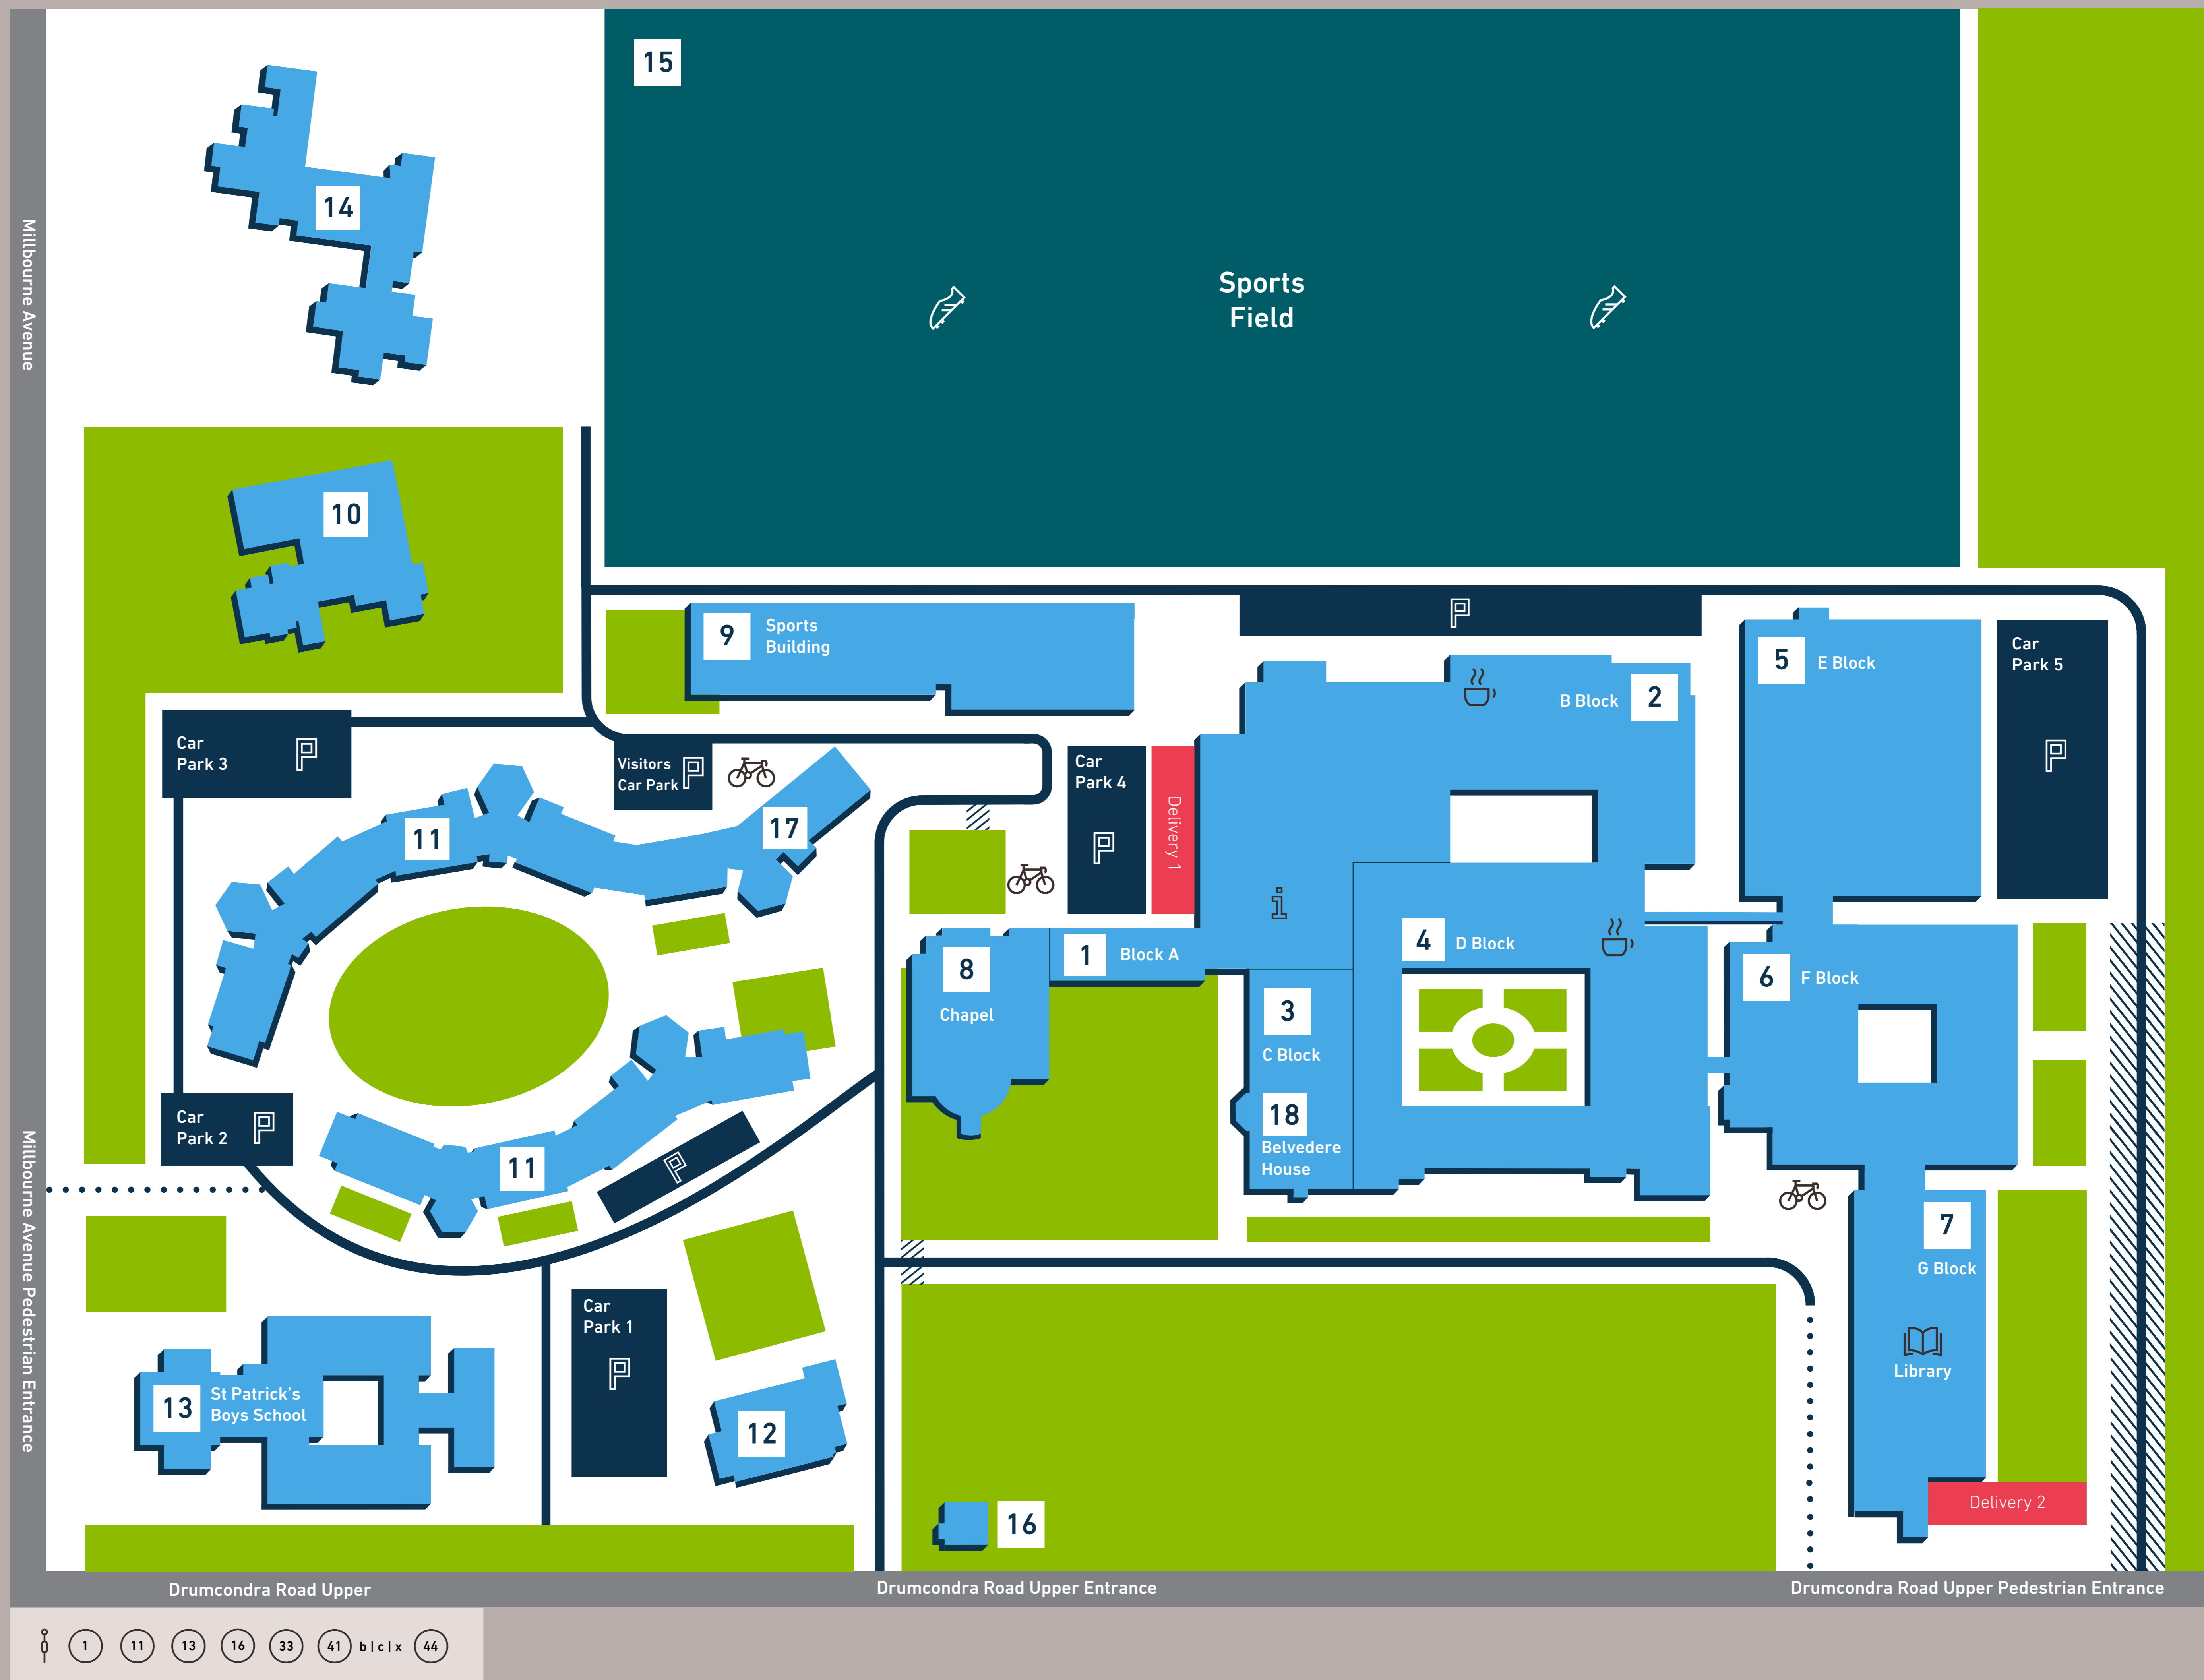 15
Sports
Field
14
Millbourne Avenue
10
9
Sports
Building
P
5
E Block
Car
Park 5
P
B Block
2
Car
Park 3
P
Visitors
Car Park
P
Car
Park 4
P
Delivery 1
11
17
i
4
D Block
1
Block A
8
Chapel
6
F Block
3
C Block
18
Belvedere
House
Car
Park 2
P
11
P
Millbourne Avenue Pedestrian Entrance
7
G Block
Library
Car
Park 1
P
13
St Patrick's
Boys School
12
16
Delivery 2
Drumcondra Road Upper
Drumcondra Road Upper Entrance
Drumcondra Road Upper Pedestrian Entrance
1 11 13 16 33 41 b|c|x 44